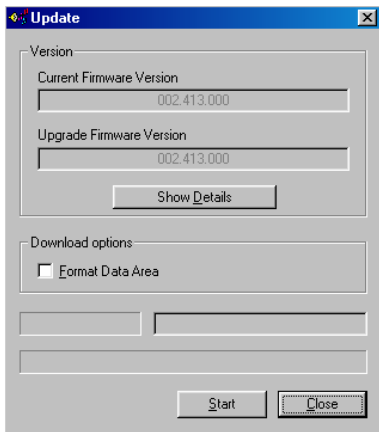 Update
Version
Current Firmware Version
002.413.000
Upgrade Firmware Version
002.413.000
Show Details
Download options
Format Data Area
Start
Close